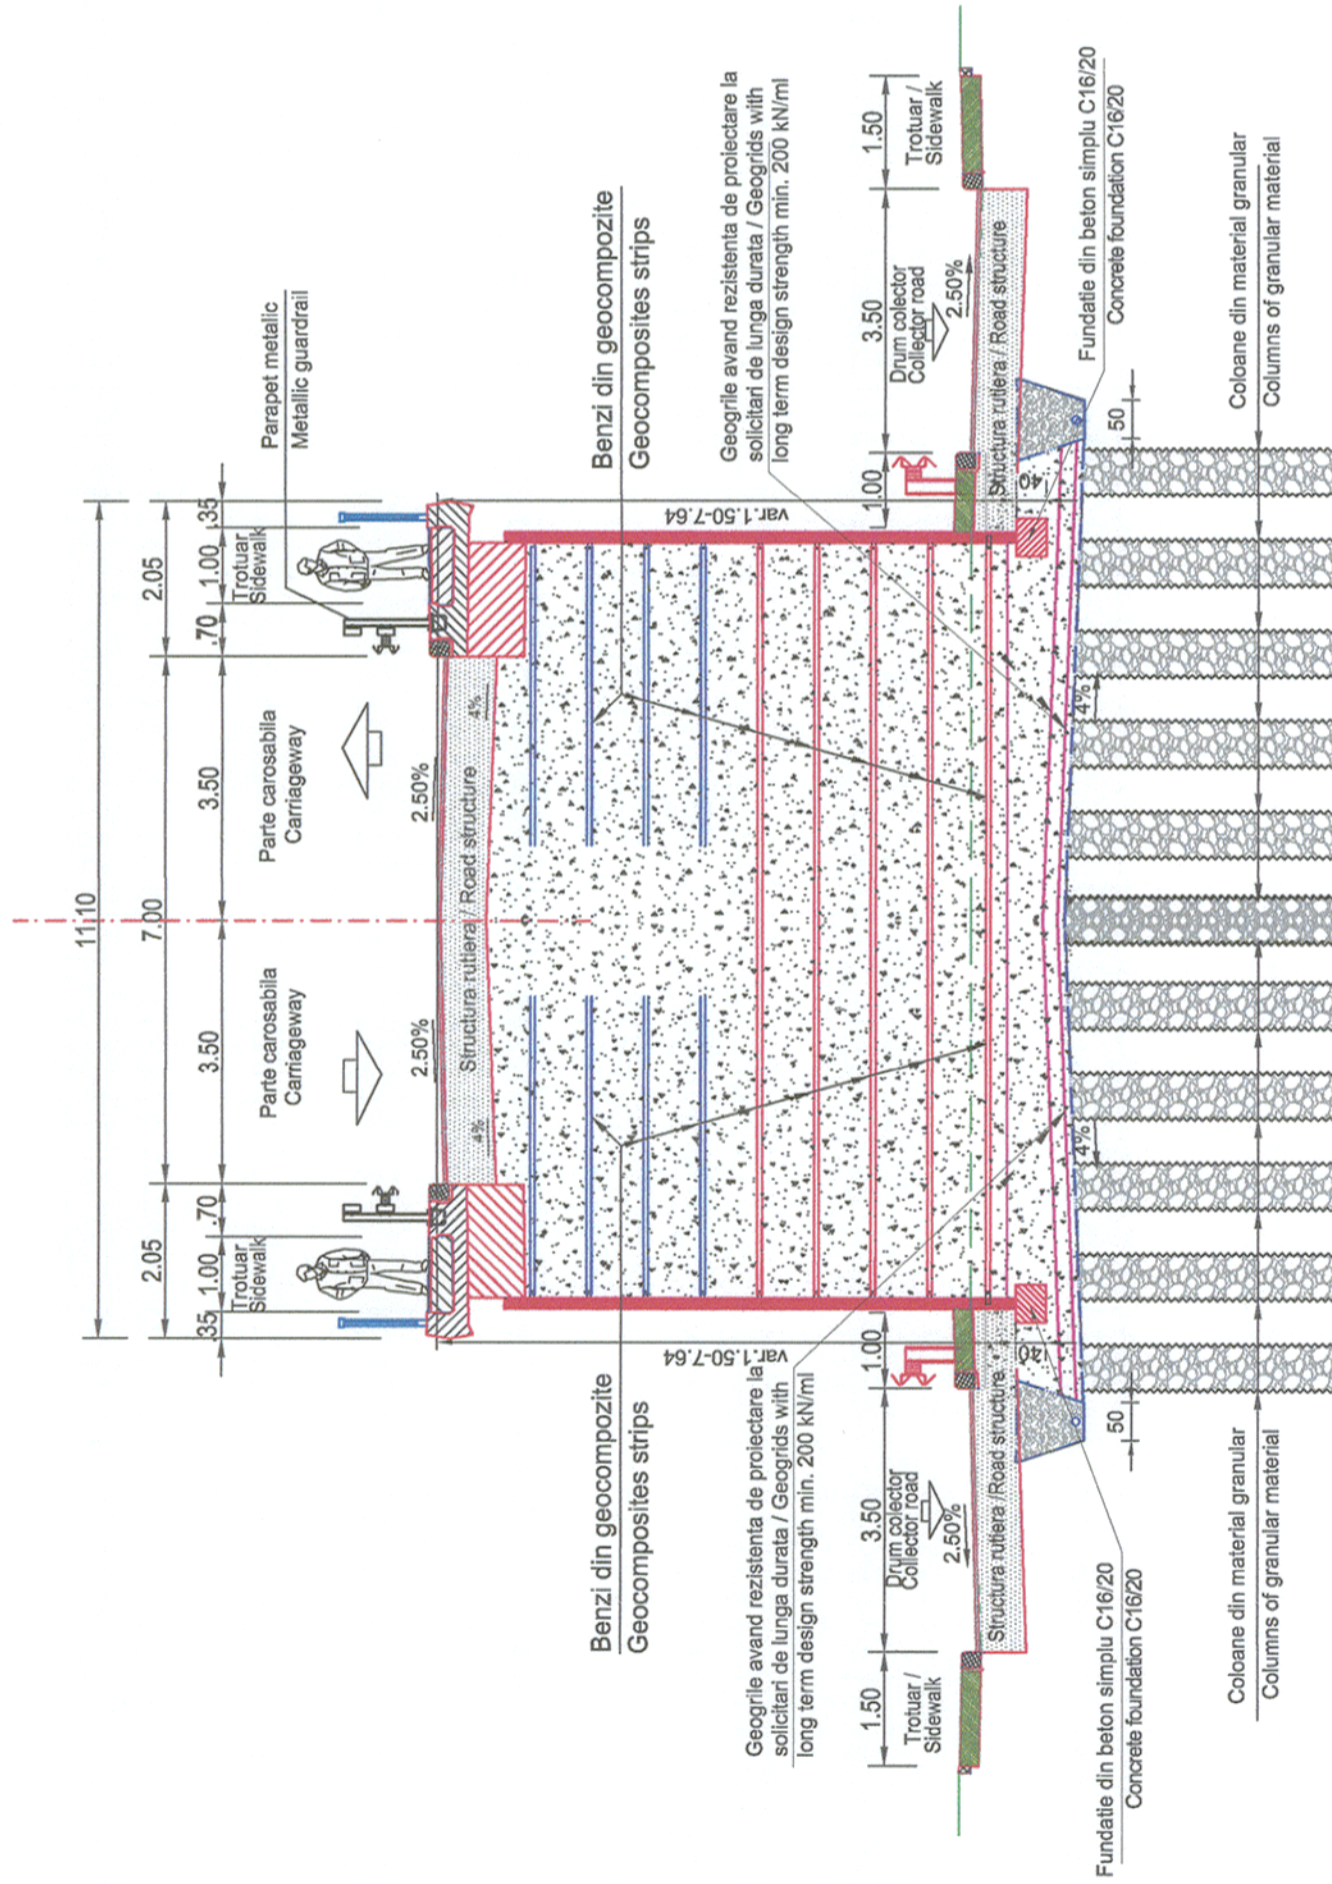 11.10
2.05
7.00
2.05
.35
1.00
.70
3.50
3.50
.70
1.00
.35
Trotuar
Sidewalk
Parte carosabila
Carriageway
Parte carosabila
Carriageway
Trotuar
Sidewalk
Parapet metalic
Metallic guardrail
2.50%
2.50%
Structura rutiera / Road structure
4%
4%
Benzi din geocompozite
Geocomposites strips
Benzi din geocompozite
Geocomposites strips
var.1.50-7.64
var.1.50-7.64
Geogrile avand rezistenta de proiectare la
solicitari de lunga durata / Geogrids with
long term design strength min. 200 kN/ml
Geogrile avand rezistenta de proiectare la
solicitari de lunga durata / Geogrids with
long term design strength min. 200 kN/ml
1.50
3.50
1.00
1.00
3.50
1.50
Trotuar /
Sidewalk
Drum colector
Collector road
2.50%
Drum colector
Collector road
2.50%
Trotuar /
Sidewalk
Structura rutiera /Road structure
Structura rutiera / Road structure
40
40
4%
4%
50
50
Fundatie din beton simplu C16/20
Concrete foundation C16/20
Fundatie din beton simplu C16/20
Concrete foundation C16/20
Coloane din material granular
Columns of granular material
Coloane din material granular
Columns of granular material